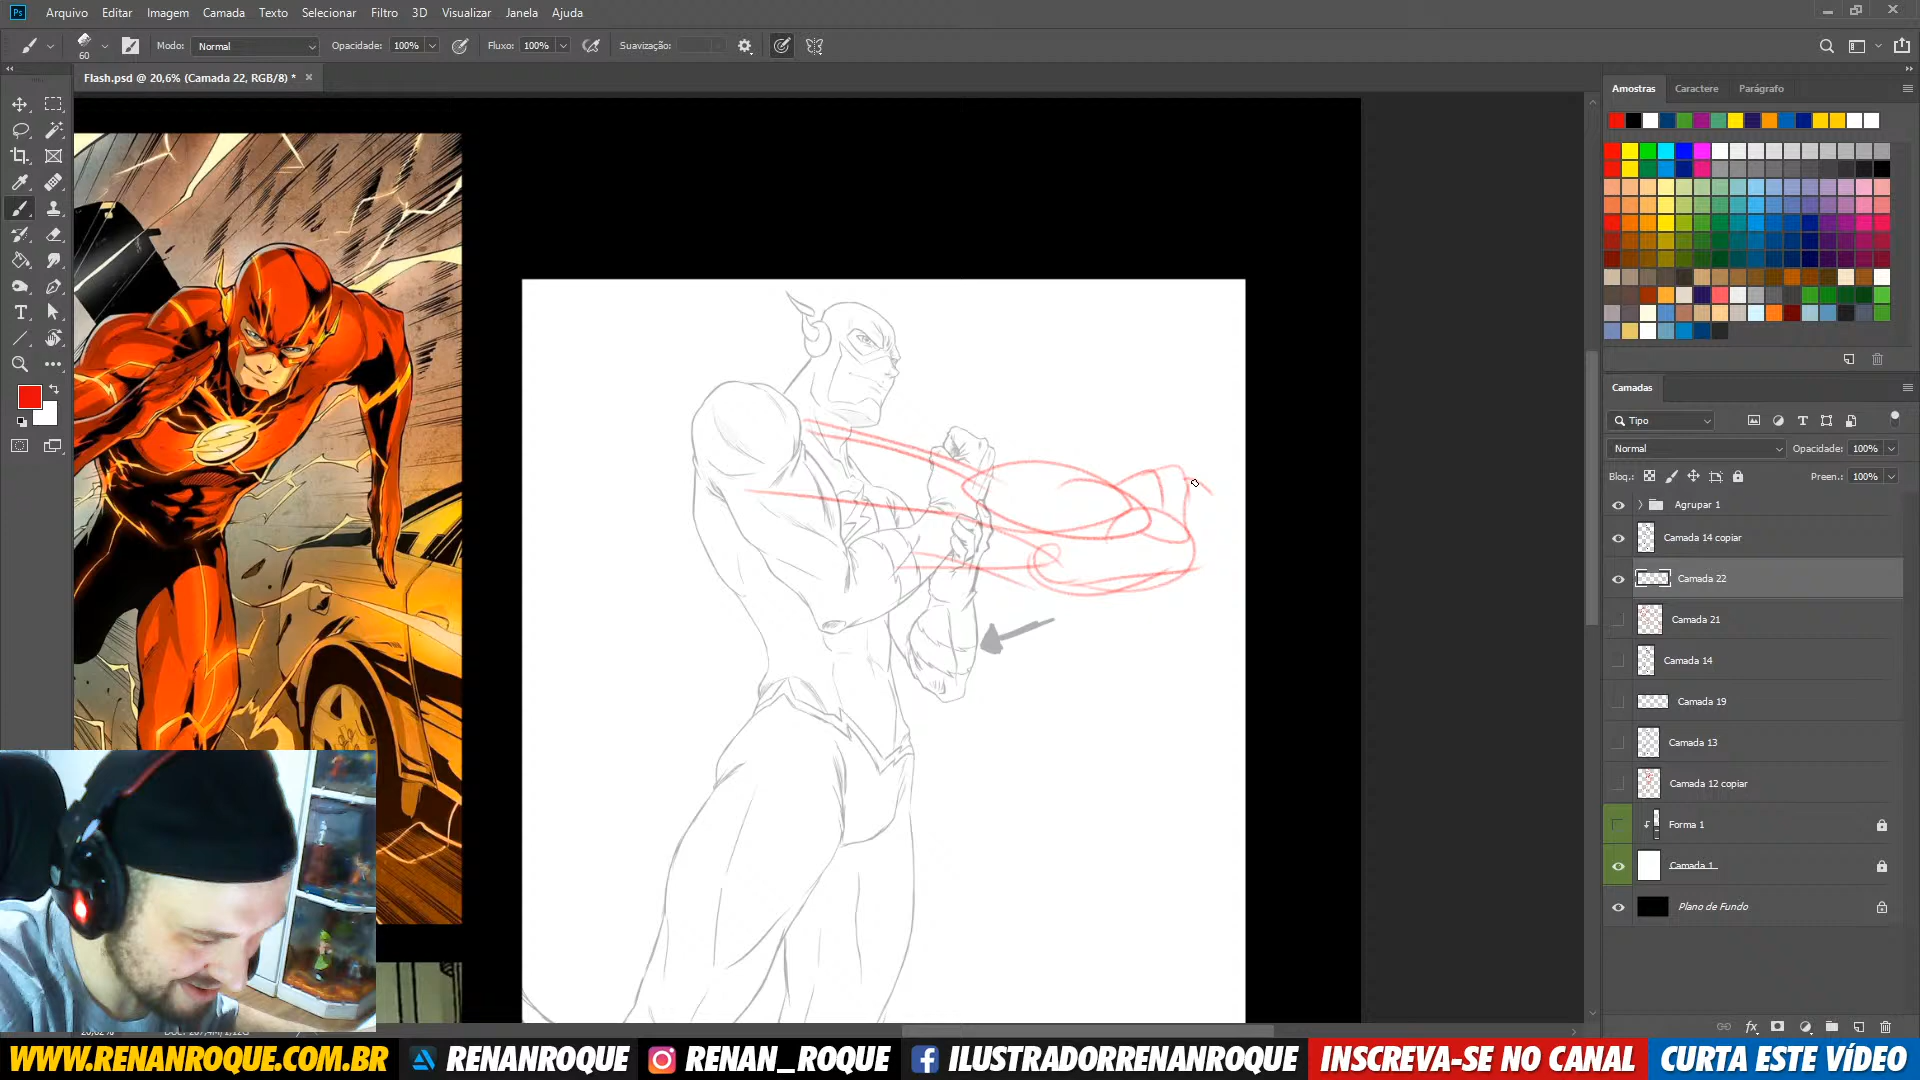 Ps Arquivo Editar Imagem Camada Texto Selecionar Filtro 3D Visualizar Janela Ajuda
60 Modo: Normal Opacidade: 100% Fluxo: 100% Suavização:
Flash.psd @ 20,6% (Camada 22, RGB/8) * ×
Amostras Caractere Parágrafo
Camadas
Tipo
Normal Opacidade: 100%
Bloq.: Preen.: 100%
Agrupar 1
Camada 14 copiar
Camada 22
Camada 21
Camada 14
Camada 19
Camada 13
Camada 12 copiar
Forma 1
Camada 1
Plano de Fundo
WWW.RENANROQUE.COM.BR RENANROQUE RENAN_ROQUE ILUSTRADORRENANROQUE INSCREVA-SE NO CANAL CURTA ESTE VÍDEO